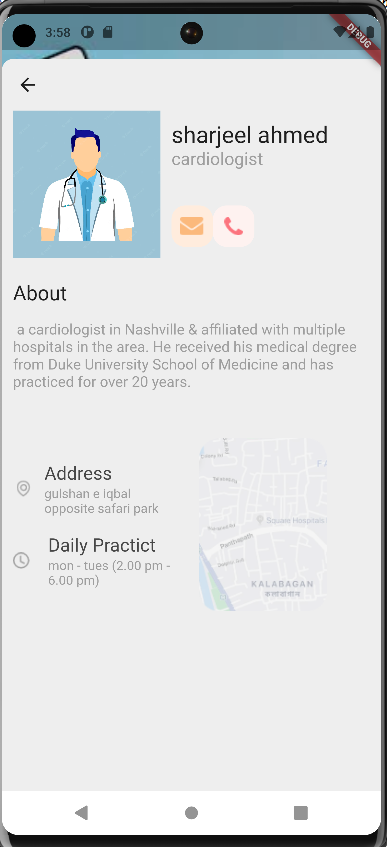 3:58
DEBUG
sharjeel ahmed
cardiologist
About
a cardiologist in Nashville & affiliated with multiple
hospitals in the area. He received his medical degree
from Duke University School of Medicine and has
practiced for over 20 years.
Address
gulshan e iqbal
opposite safari park
Daily Practict
mon - tues (2.00 pm -
6.00 pm)
Square Hospitals
Panthapath
KALABAGAN